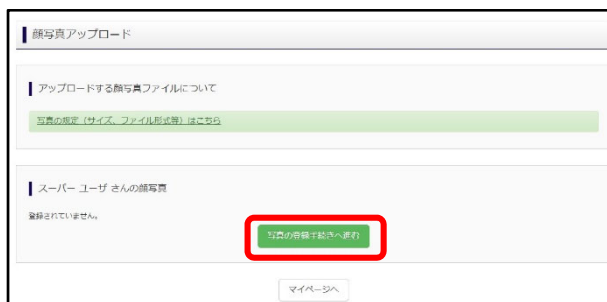 顔写真アップロード
アップロードする顔写真ファイルについて
写真の規定（サイズ、ファイル形式等）はこちら
スーパー ユーザ さんの顔写真
登録されていません。
写真の登録手続きへ進む
マイページへ